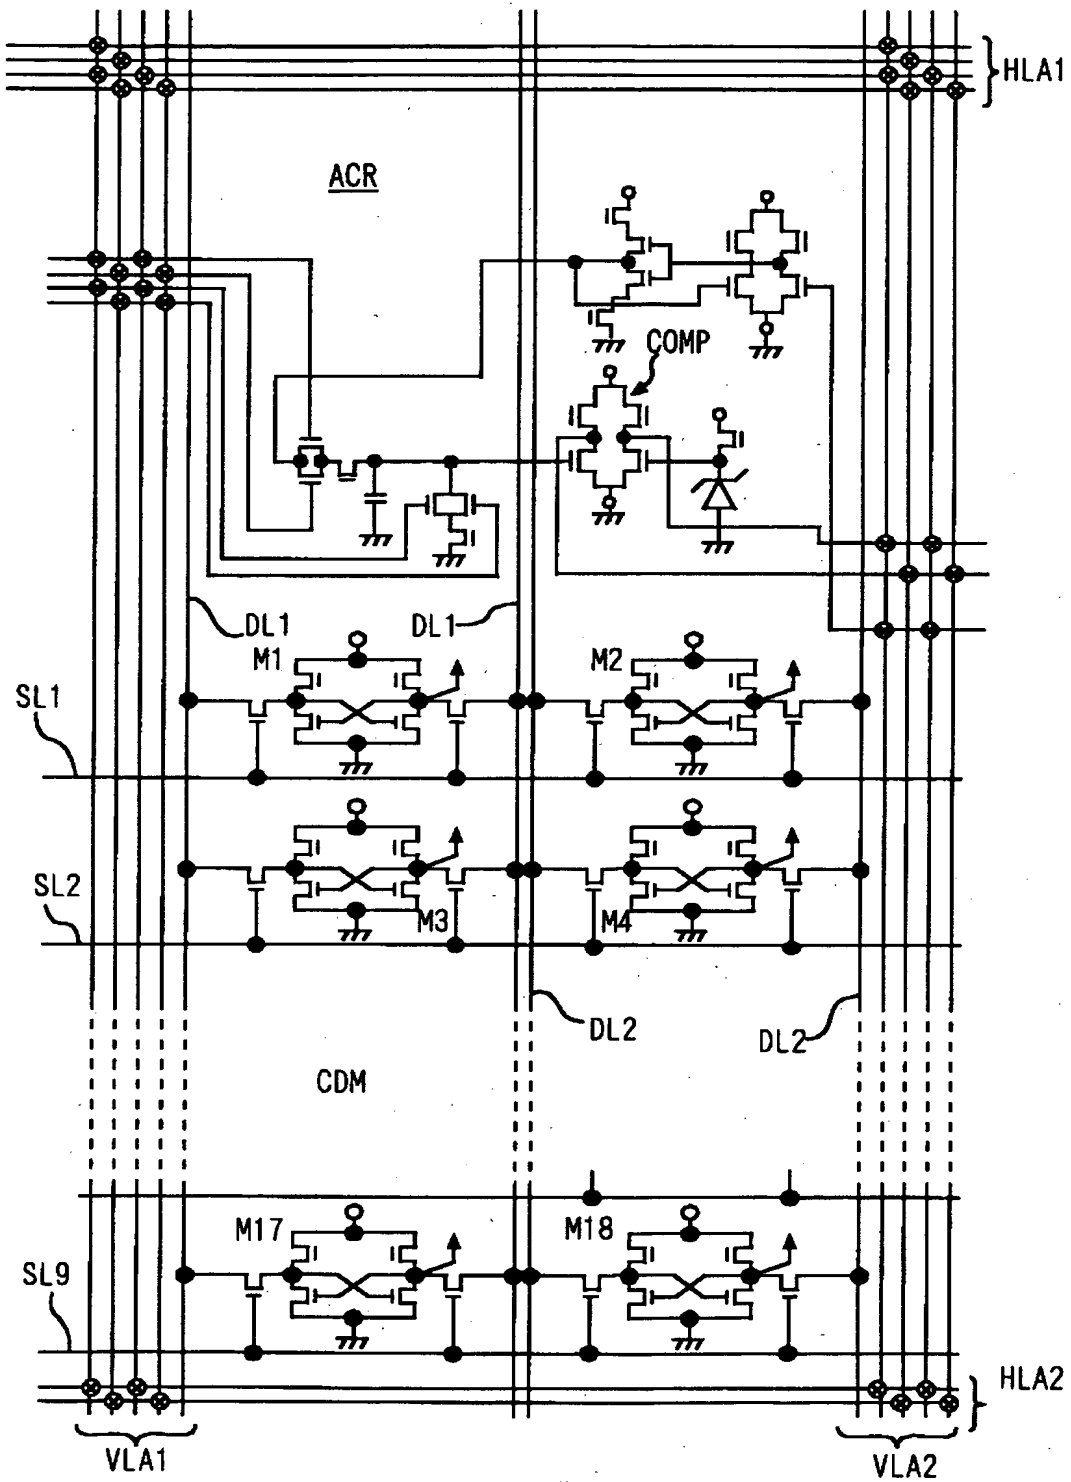 HLA1
ACR
COMP
DL1
DL1
M1
M2
SL1
SL2
M3
M4
DL2
DL2
CDM
M17
M18
SL9
HLA2
VLA1
VLA2